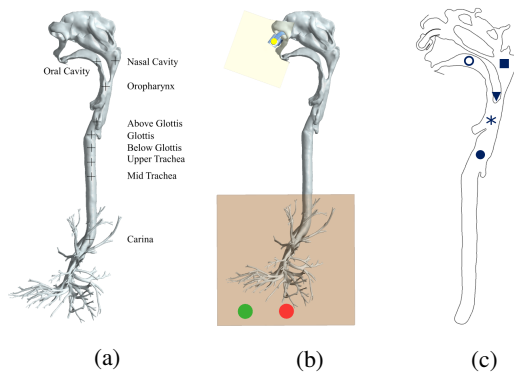 Oral Cavity
Nasal Cavity
Oropharynx
Above Glottis
Glottis
Below Glottis
Upper Trachea
Mid Trachea
Carina
(a)
(b)
(c)